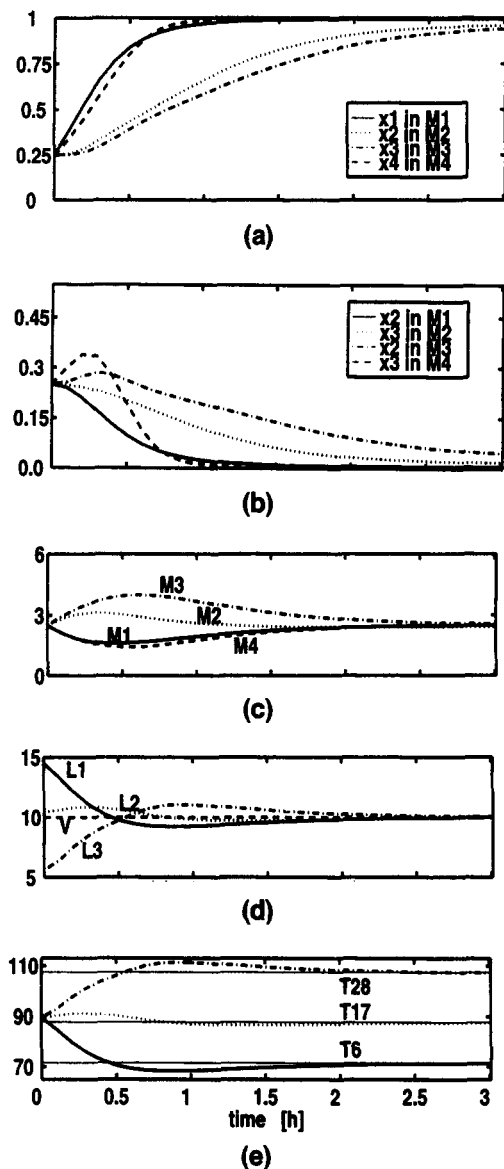 1
0.75
0.5
0.25
0
x1 in M1
x2 in M2
x3 in M3
x4 in M4
(a)
0.45
0.3
0.15
0.0
x2 in M1
x3 in M2
x2 in M3
x3 in M4
(b)
6
3
0
M3
M2
M1
M4
(c)
15
10
5
L1
L2
V
L3
(d)
110
90
70
T28
T17
T6
0 0.5 1 1.5 2 2.5 3
time [h]
(e)